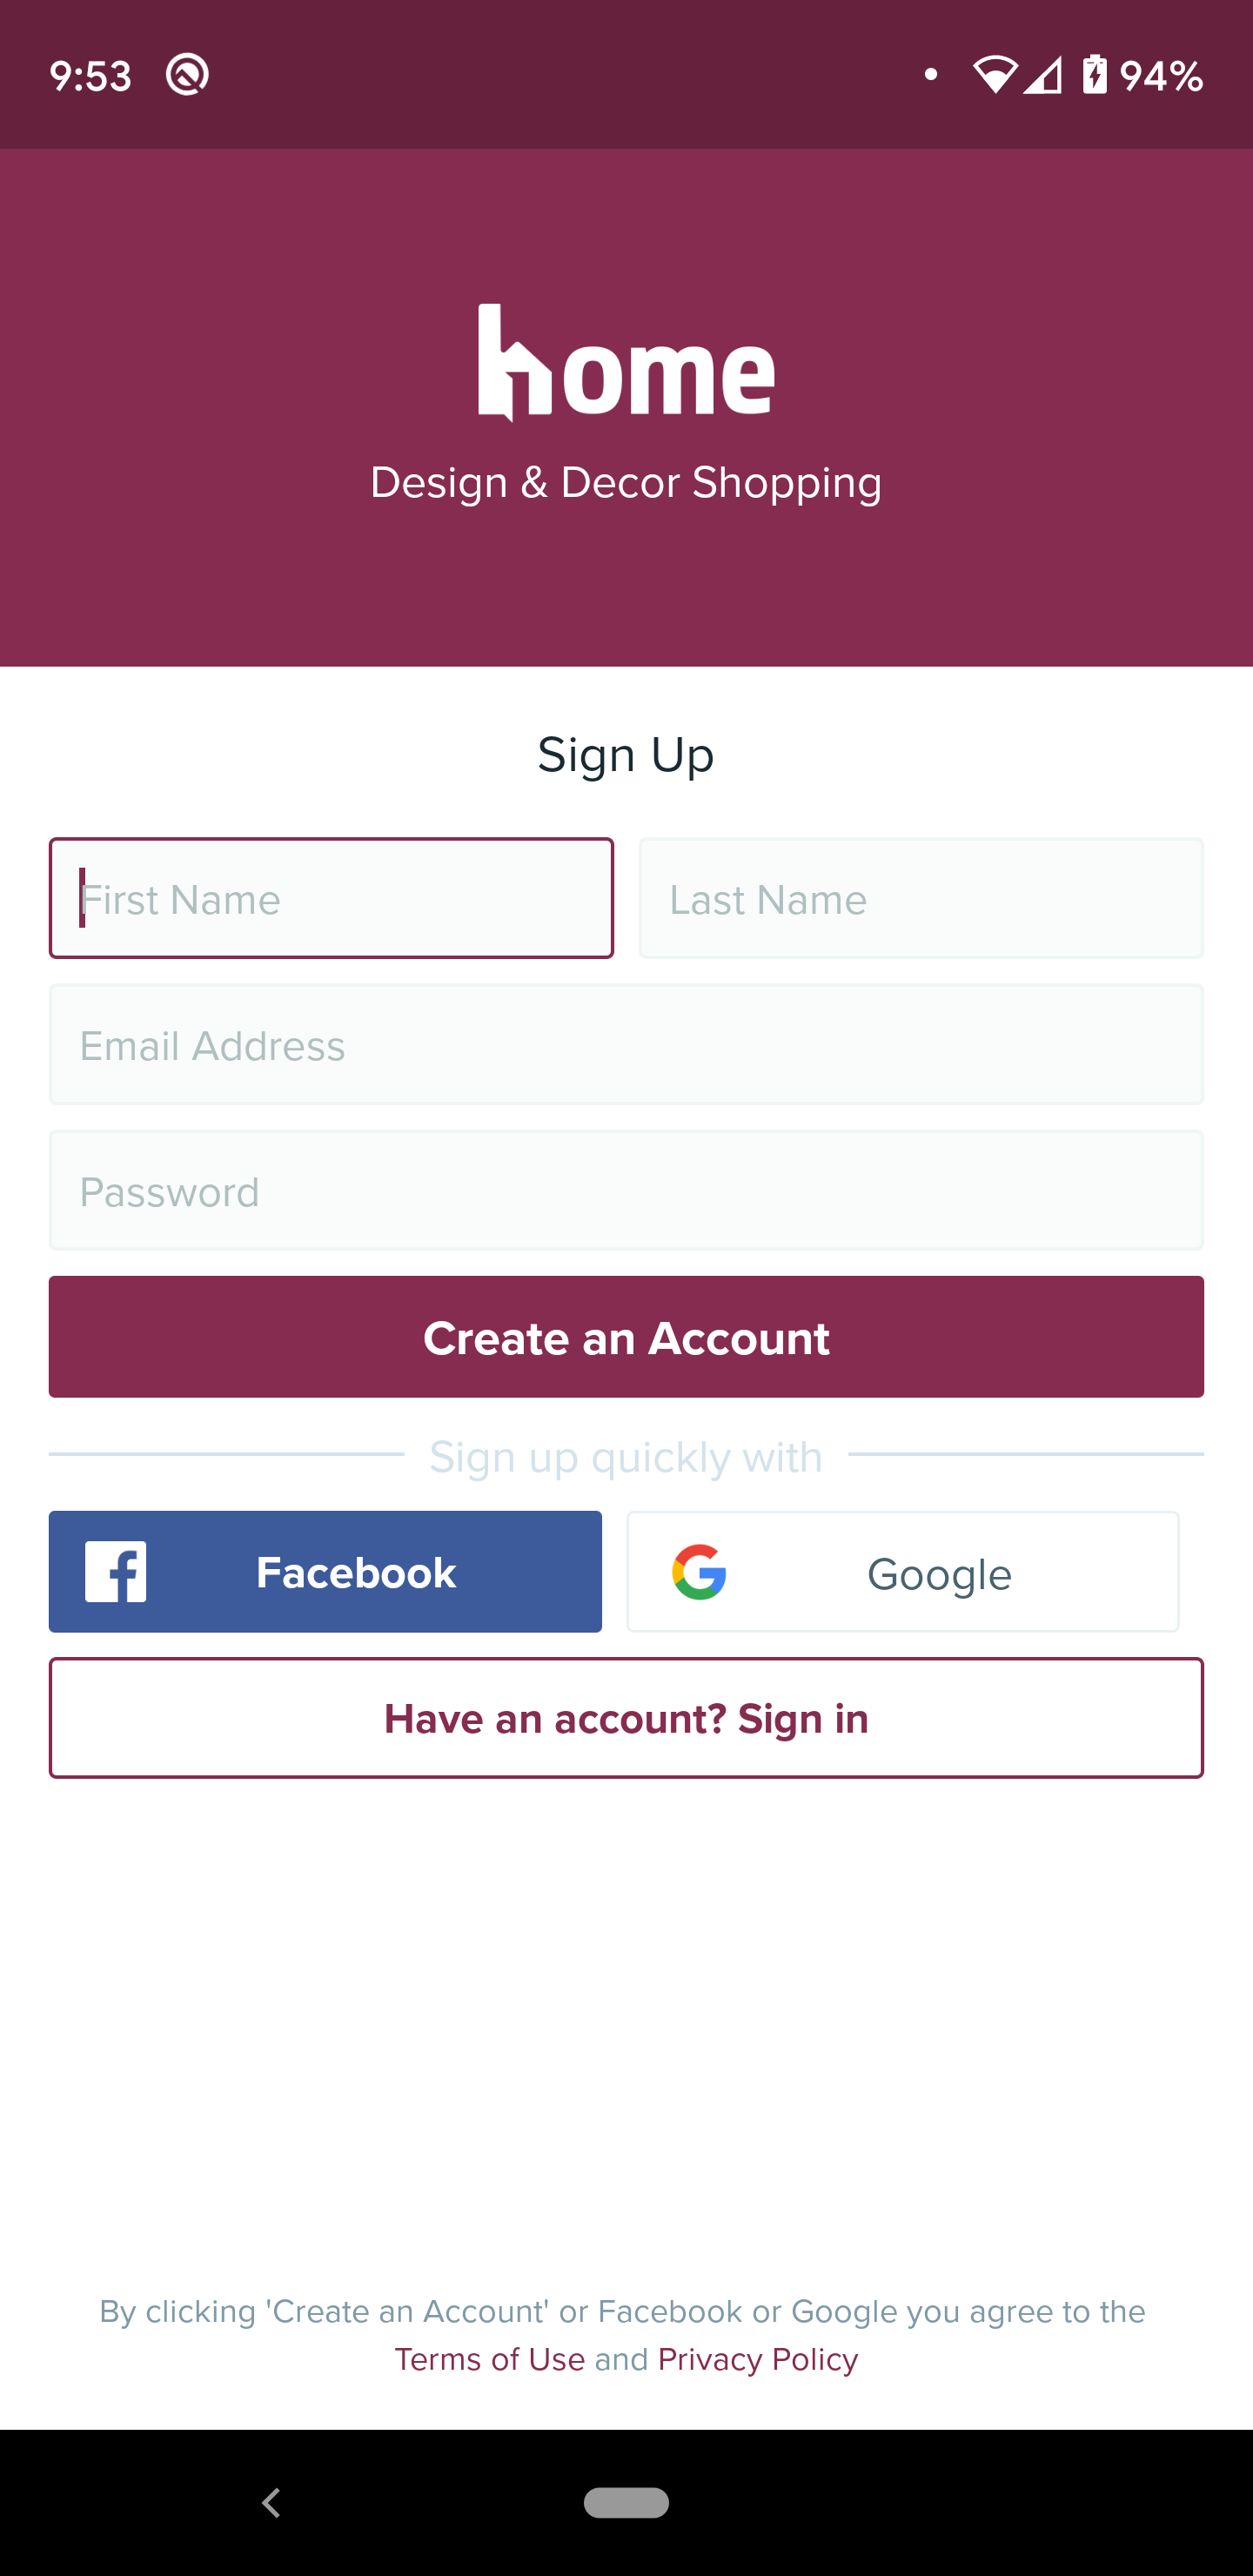 9:53 94%
home
Design & Decor Shopping
Sign Up
First Name Last Name
Email Address
Password
Create an Account
Sign up quickly with
Facebook Google
Have an account? Sign in
By clicking 'Create an Account' or Facebook or Google you agree to the
Terms of Use and Privacy Policy